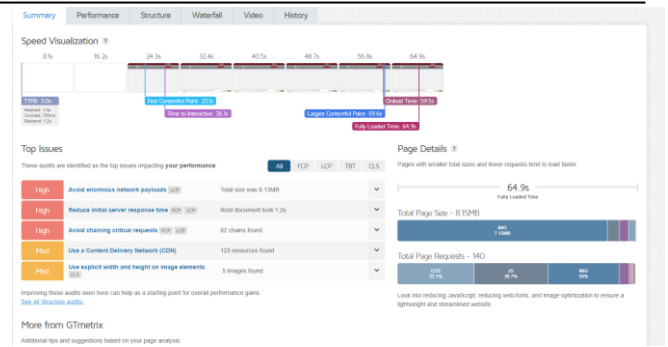 Summary Performance Structure Waterfall Video History
Speed Visualization ?
8.1s 16.2s 24.3s 32.4s 40.5s 48.7s 56.8s 64.9s
TTFB: 3.0s
Connect: 755ms
Backend: 1.2s
First Contentful Paint: 23.1s
Time to Interactive: 26.1s
Onload Time: 59.5s
Largest Contentful Paint: 59.6s
Fully Loaded Time: 64.9s
Top Issues
These audits are identified as the top issues impacting your performance.
All FCP LCP TBT CLS
High Avoid enormous network payloads LCP Total size was 8.13MB
High Reduce initial server response time FCP LCP Root document took 1.2s
High Avoid chaining critical requests FCP LCP 82 chains found
Med Use a Content Delivery Network (CDN) 123 resources found
Med Use explicit width and height on image elements CLS 5 images found
Improving these audits seen here can help as a starting point for overall performance gains.
See all Structure audits.
Page Details ?
Pages with smaller total sizes and fewer requests tend to load faster.
64.9s
Fully Loaded Time
Total Page Size - 8.15MB
IMG
7.13MB
Total Page Requests - 140
CSS JS IMG
Look into reducing JavaScript, reducing web-fonts, and image optimization to ensure a
lightweight and streamlined website.
More from GTmetrix
Additional tips and suggestions based on your page analysis.